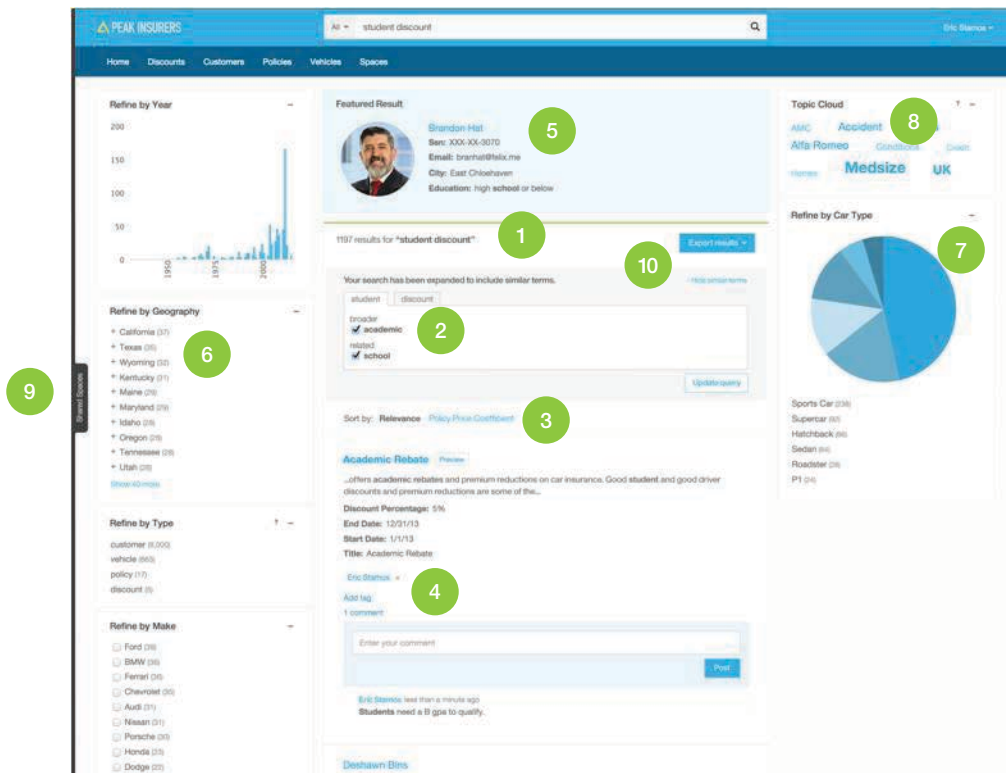 PEAK INSURERS
All
student discount
Eric Stamos
Home Discounts Customers Policies Vehicles Spaces
Refine by Year
200
150
100
50
0
1950
1975
2000
Refine by Geography
+ California (37)
+ Texas (35)
+ Wyoming (32)
+ Kentucky (31)
+ Maine (29)
+ Maryland (29)
+ Idaho (28)
+ Oregon (28)
+ Tennessee (28)
+ Utah (28)
Show 40 more
6
9
Shared Spaces
Refine by Type
?
customer (6,000)
vehicle (663)
policy (17)
discount (5)
Refine by Make
Ford (39)
BMW (36)
Ferrari (36)
Chevrolet (35)
Audi (31)
Nissan (31)
Porsche (30)
Honda (23)
Dodge (22)
Featured Result
Brandon Hat
Ssn: XXX-XX-3070
Email: branhat@felix.me
City: East Chloehaven
Education: high school or below
5
1197 results for "student discount"
1
Export results
10
Your search has been expanded to include similar terms.
- Hide similar terms
student discount
broader
academic
related
school
2
Update query
Sort by: Relevance Policy Price Coefficient
3
Academic Rebate Preview
...offers academic rebates and premium reductions on car insurance. Good student and good driver
discounts and premium reductions are some of the...
Discount Percentage: 5%
End Date: 12/31/13
Start Date: 1/1/13
Title: Academic Rebate
Eric Stamos ×
Add tag
1 comment
4
Enter your comment
Post
Eric Stamos less than a minute ago
Students need a B gpa to qualify.
Deshawn Bins
Topic Cloud
?
AMC Accident
8
Alfa Romeo Conditions Coach
Homes Medsize UK
Refine by Car Type
7
Sports Car (238)
Supercar (92)
Hatchback (66)
Sedan (64)
Roadster (28)
P1 (24)